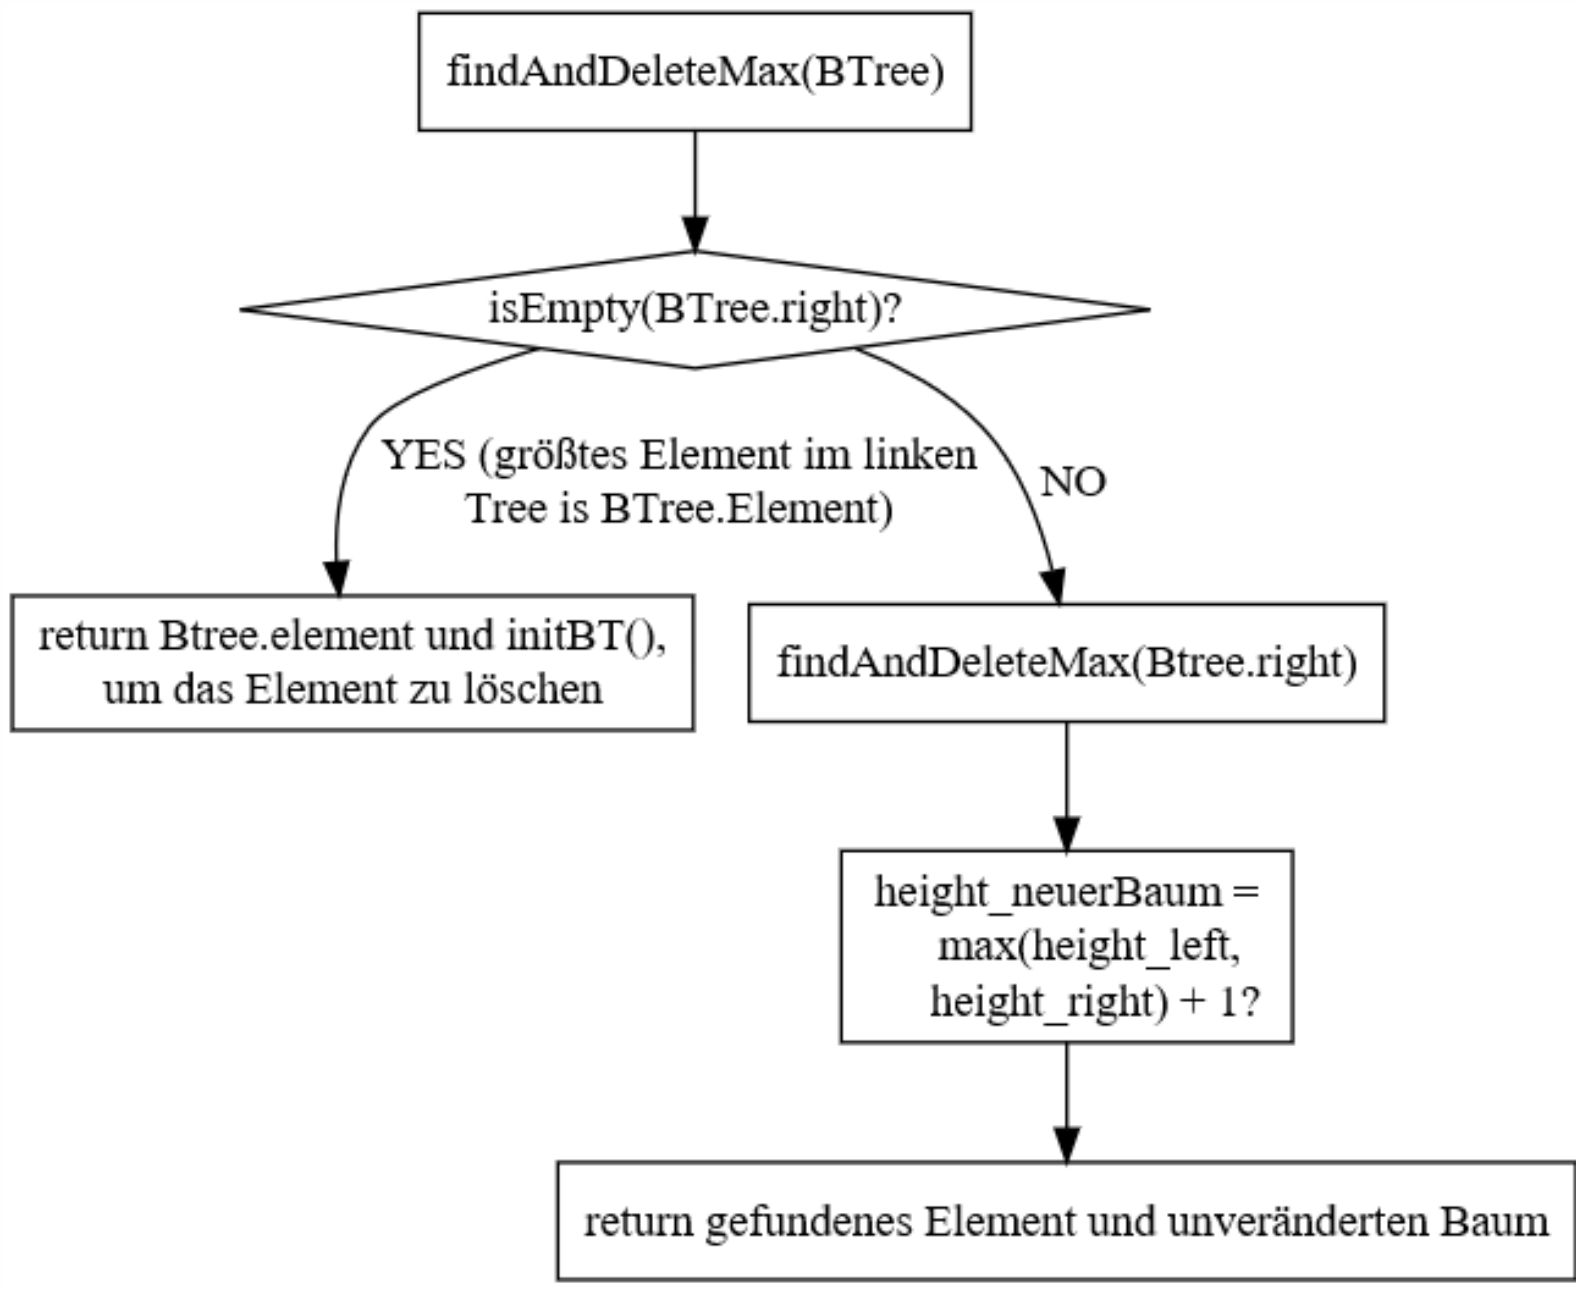 findAndDeleteMax(BTree)
isEmpty(BTree.right)?
YES (größtes Element im linken
Tree is BTree.Element)
NO
return Btree.element und initBT(),
um das Element zu löschen
findAndDeleteMax(Btree.right)
height_neuerBaum =
max(height_left,
height_right) + 1?
return gefundenes Element und unveränderten Baum